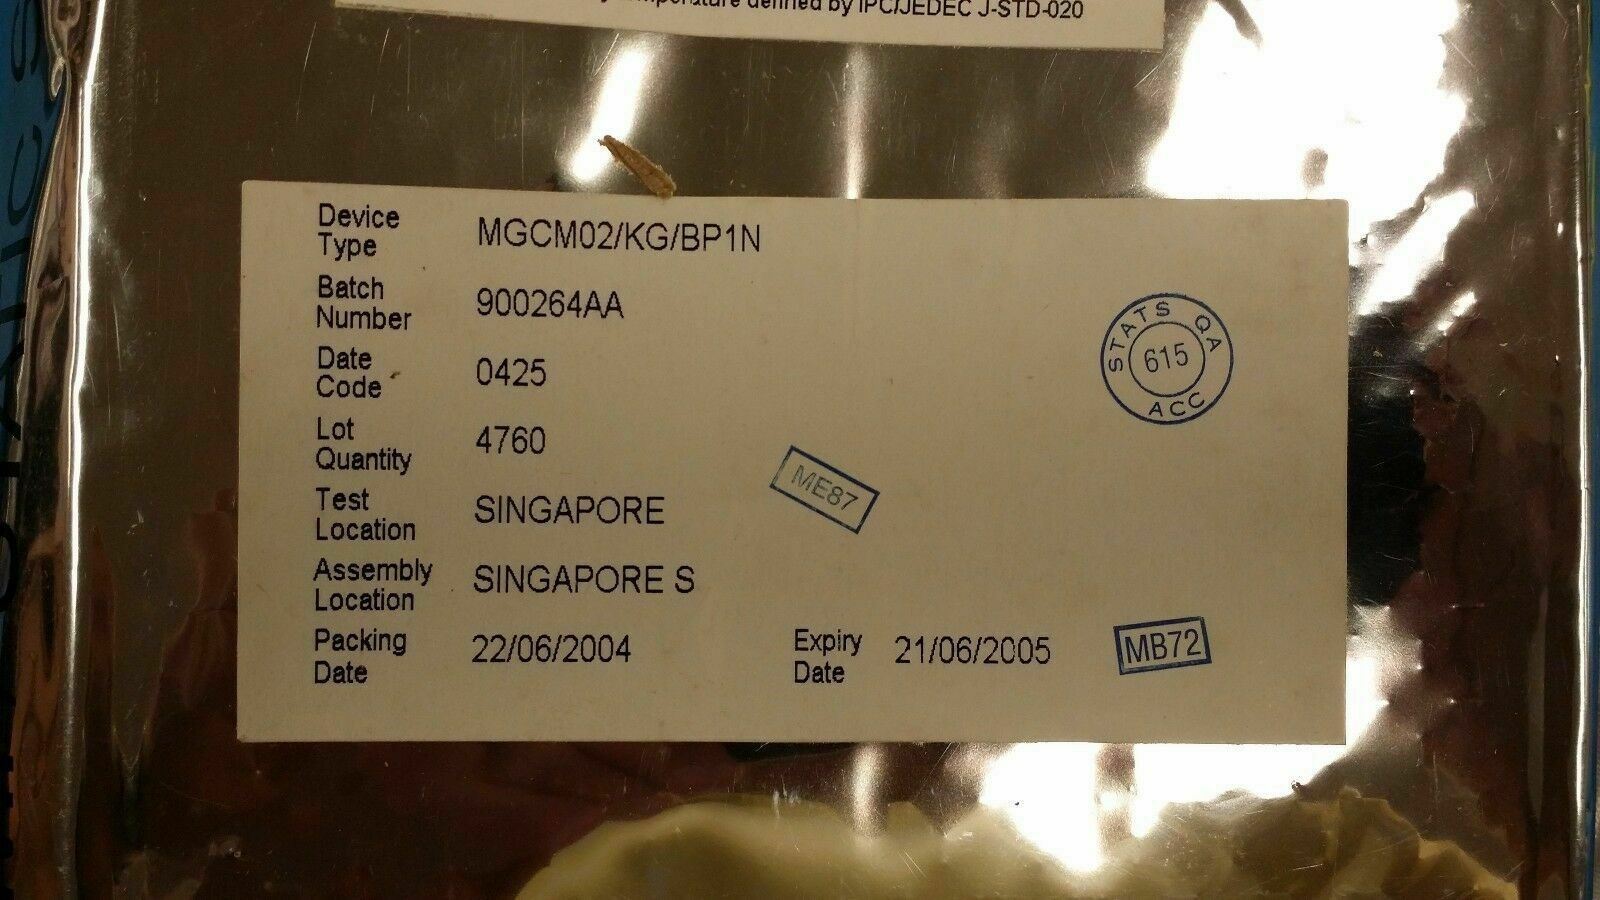 temperature defined by IPC/JEDEC J-STD-020
Device Type MGCM02/KG/BP1N
Batch Number 900264AA
Date Code 0425
Lot Quantity 4760
Test Location SINGAPORE
Assembly Location SINGAPORE S
Packing Date 22/06/2004 Expiry Date 21/06/2005
STATS QA
615
ACC
ME87
MB72